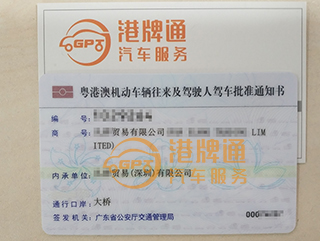 GPT 港牌通
汽车服务
粤港澳机动车辆往来及驾驶人驾车批准通知书
编 号:
商 号: 贸易有限公司 LIM
ITED)
港牌通
汽车服务
内承单位: 贸易(深圳)有限公司
通行口岸: 大桥
签发机关: 广东省公安厅交通管理局 000